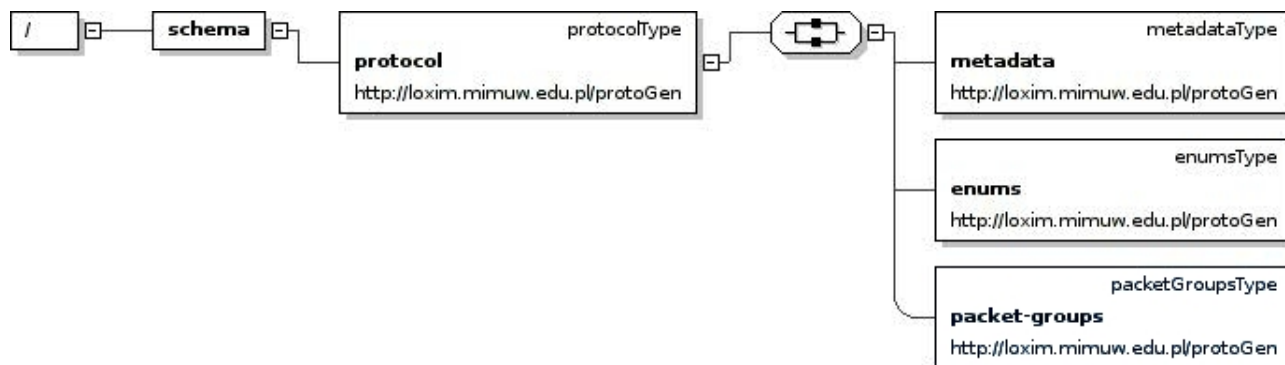 /
schema
protocolType
protocol
http://loxim.mimuw.edu.pl/protoGen
metadataType
metadata
http://loxim.mimuw.edu.pl/protoGen
enumsType
enums
http://loxim.mimuw.edu.pl/protoGen
packetGroupsType
packet-groups
http://loxim.mimuw.edu.pl/protoGen